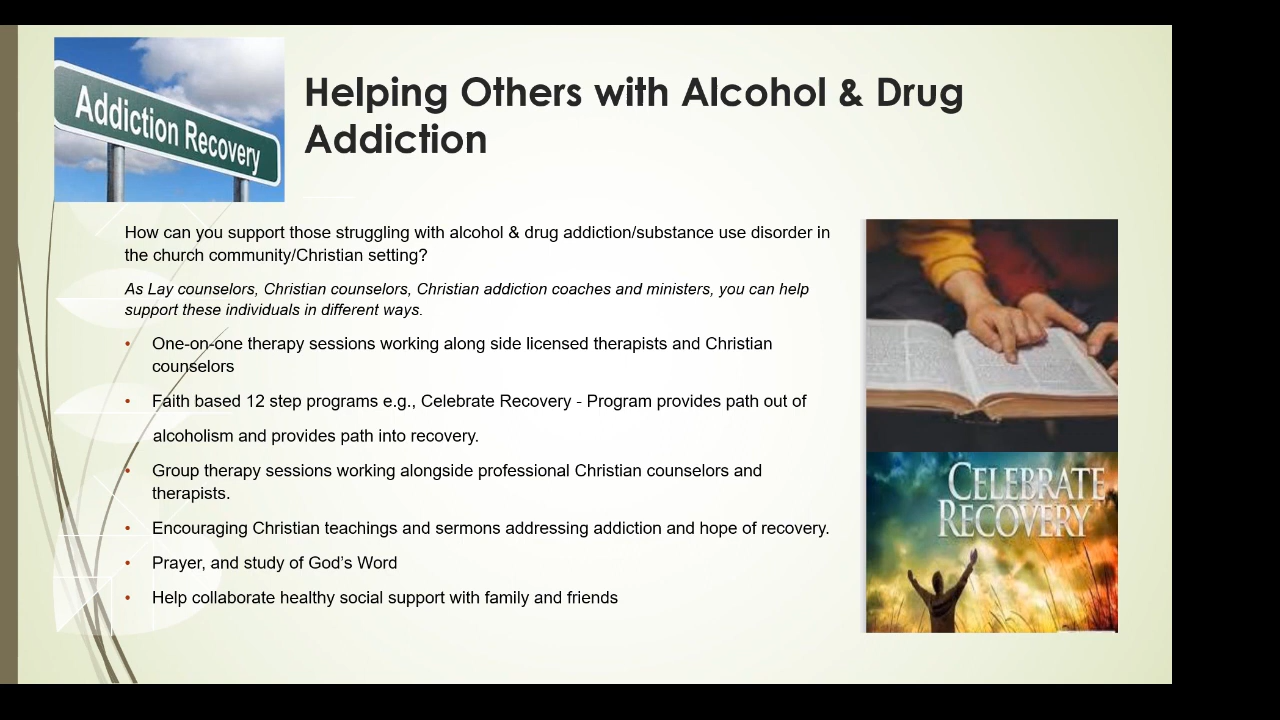 Addiction Recovery
Helping Others with Alcohol & Drug
Addiction
How can you support those struggling with alcohol & drug addiction/substance use disorder in
the church community/Christian setting?
As Lay counselors, Christian counselors, Christian addiction coaches and ministers, you can help
support these individuals in different ways.
• One-on-one therapy sessions working along side licensed therapists and Christian
counselors
• Faith based 12 step programs e.g., Celebrate Recovery - Program provides path out of
alcoholism and provides path into recovery.
• Group therapy sessions working alongside professional Christian counselors and
therapists.
• Encouraging Christian teachings and sermons addressing addiction and hope of recovery.
• Prayer, and study of God’s Word
• Help collaborate healthy social support with family and friends
CELEBRATE
RECOVERY